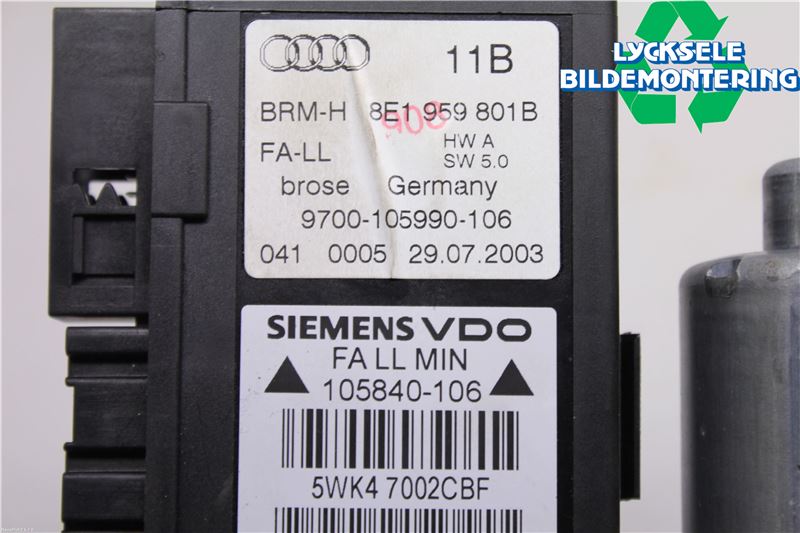 LYCKSELE
BILDEMONTERING
11B
BRM-H 8E1 959 801B
908
FA-LL HW A
SW 5.0
brose Germany
9700-105990-106
041 0005 29.07.2003
SIEMENS VDO
FA LL MIN
105840-106
5WK4 7002CBF